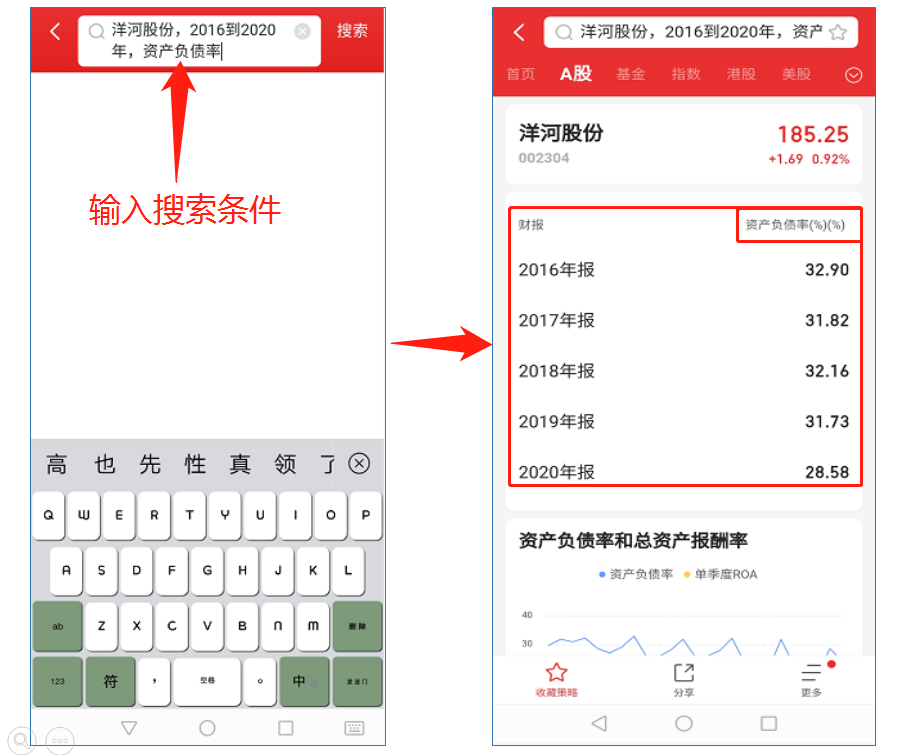 洋河股份，2016到2020
年，资产负债率
搜索
输入搜索条件
高 也 先 性 真 领 了
Q W E R T Y U I O P
A S D F G H J K L
ab Z X C V B N M 删除
123 符 ， 空格 。 中
洋河股份，2016到2020年，资产
首页 A股 基金 指数 港股 美股
洋河股份 185.25
002304 +1.69 0.92%
财报 资产负债率(%)(%)
2016年报 32.90
2017年报 31.82
2018年报 32.16
2019年报 31.73
2020年报 28.58
资产负债率和总资产报酬率
资产负债率 单季度ROA
40
30
收藏策略 分享 更多